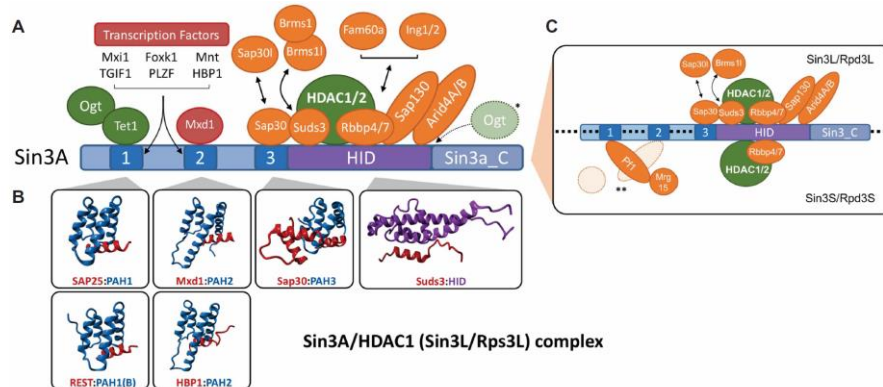 A
Transcription Factors
Mxi1 Foxk1 Mnt
TGIF1 PLZF HBP1
Ogt
Tet1
Mxd1
Sap30l
Brms1
Brms1l
Fam60a
Ing1/2
HDAC1/2
Sap30
Suds3
Rbbp4/7
Sap130
Arid4A/B
Ogt
*
Sin3A
1
2
3
HID
Sin3a_C
B
SAP25:PAH1
Mxd1:PAH2
Sap30:PAH3
Suds3:HID
REST:PAH1(B)
HBP1:PAH2
Sin3A/HDAC1 (Sin3L/Rps3L) complex
C
Sin3L/Rpd3L
Sap30l
Brms1l
HDAC1/2
Sap30
Suds3
Rbbp4/7
Sap130
Arid4A/B
1
2
3
HID
Sin3_C
Pf1
Mrg
15
**
Rbbp4/7
HDAC1/2
Sin3S/Rpd3S